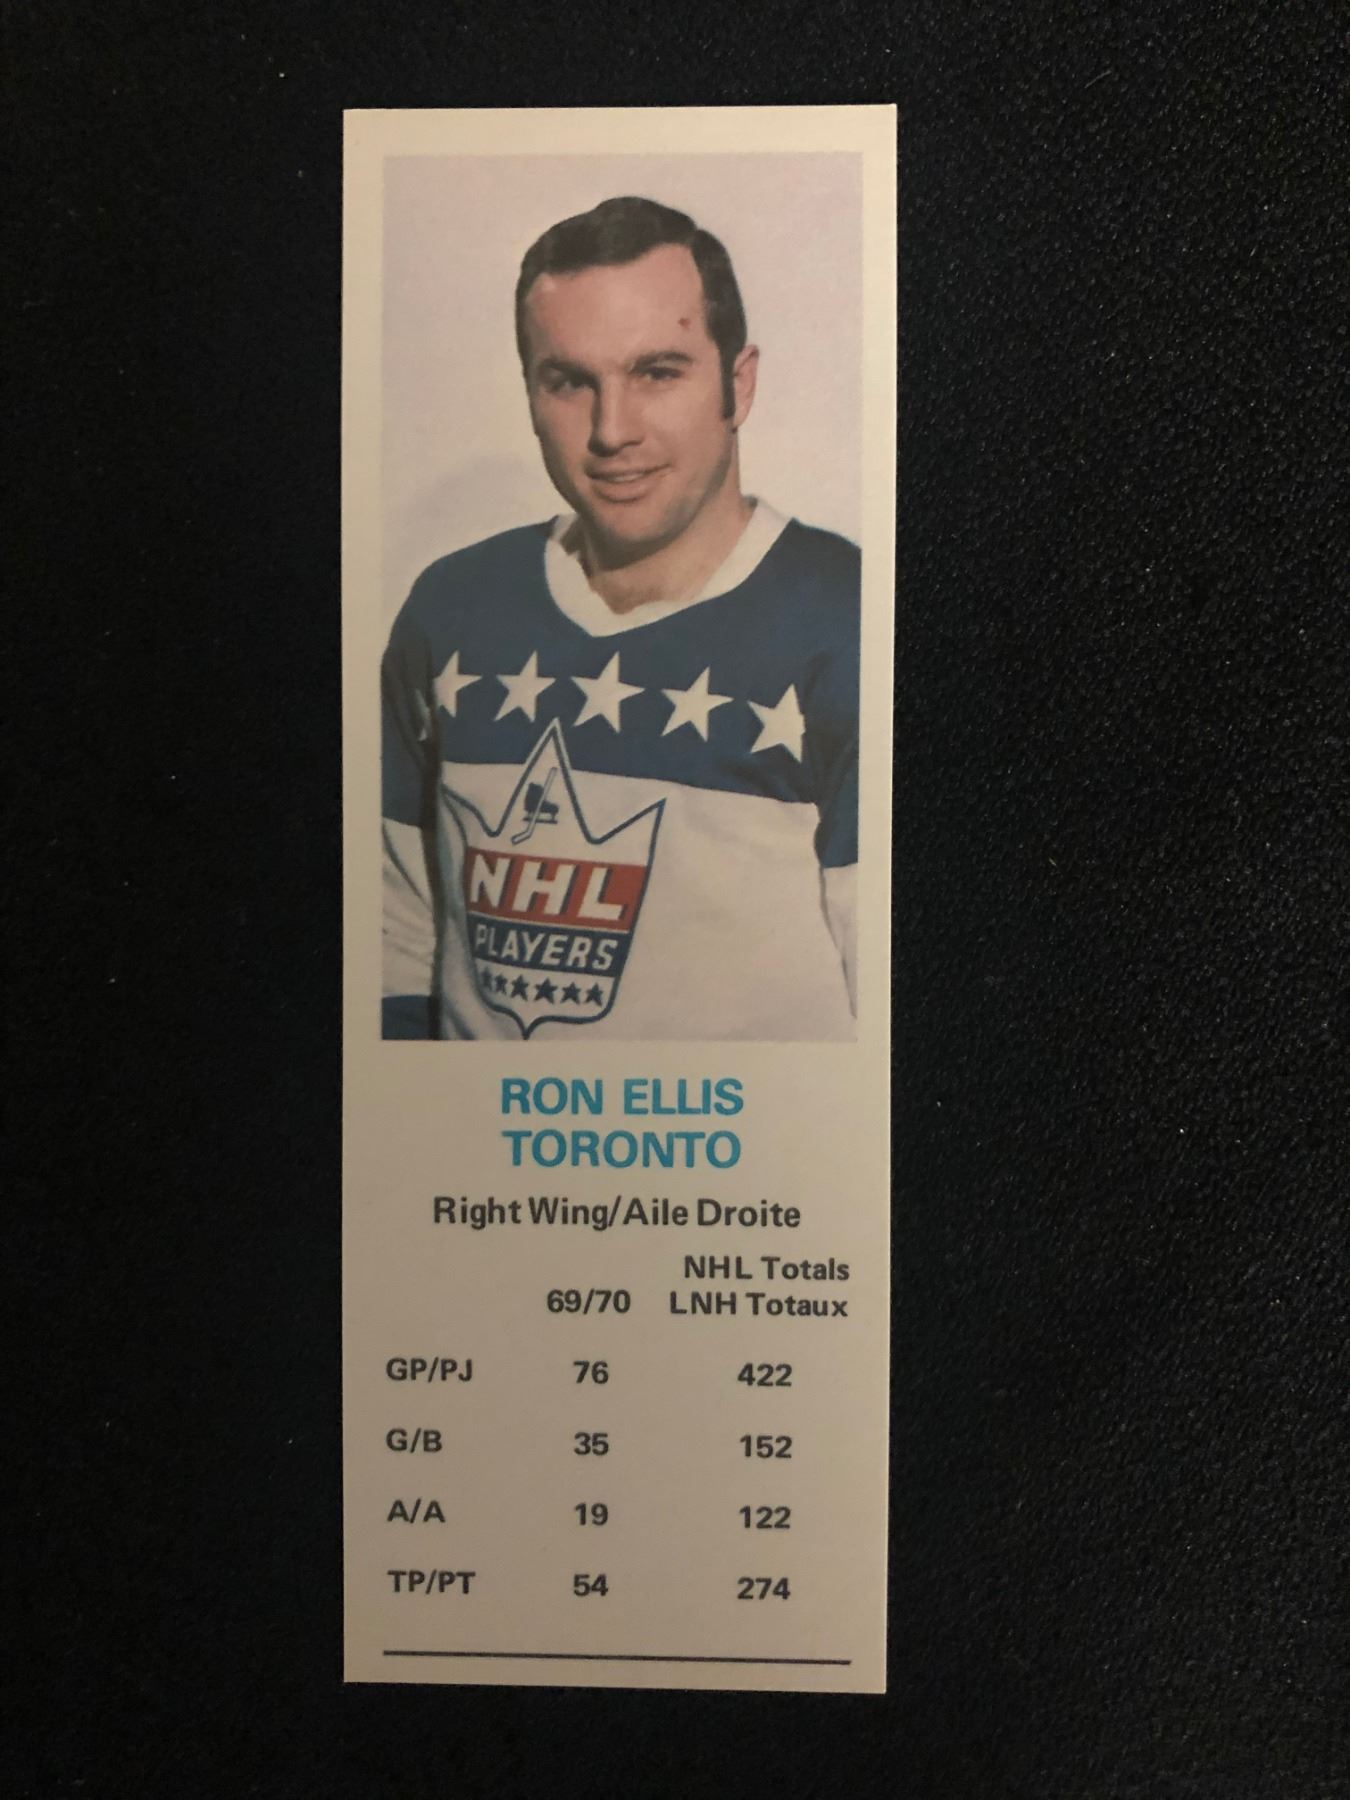 NHL
PLAYERS
RON ELLIS
TORONTO
Right Wing/Aile Droite
NHL Totals
69/70 LNH Totaux
GP/PJ 76 422
G/B 35 152
A/A 19 122
TP/PT 54 274